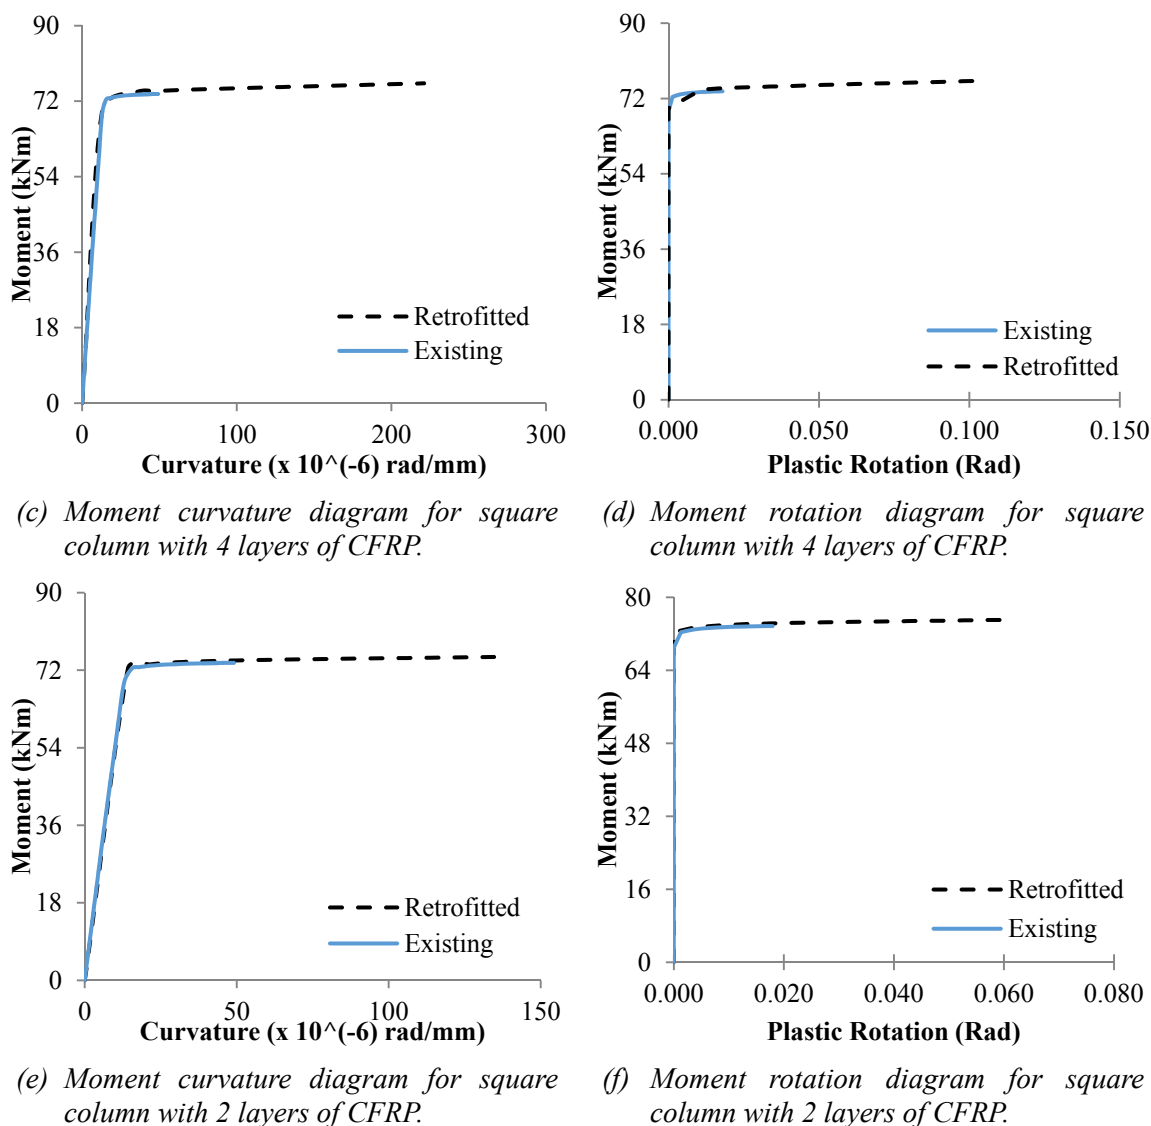 90
72
54
36
18
0
Moment (kNm)
Retrofitted
Existing
0
100
200
300
Curvature (x 10^(-6) rad/mm)
(c) Moment curvature diagram for square
column with 4 layers of CFRP.
90
72
54
36
18
0
Moment (kNm)
Existing
Retrofitted
0.000
0.050
0.100
0.150
Plastic Rotation (Rad)
(d) Moment rotation diagram for square
column with 4 layers of CFRP.
90
72
54
36
18
0
Moment (kNm)
Retrofitted
Existing
0
50
100
150
Curvature (x 10^(-6) rad/mm)
(e) Moment curvature diagram for square
column with 2 layers of CFRP.
80
64
48
32
16
0
Moment (kNm)
Retrofitted
Existing
0.000
0.020
0.040
0.060
0.080
Plastic Rotation (Rad)
(f) Moment rotation diagram for square
column with 2 layers of CFRP.